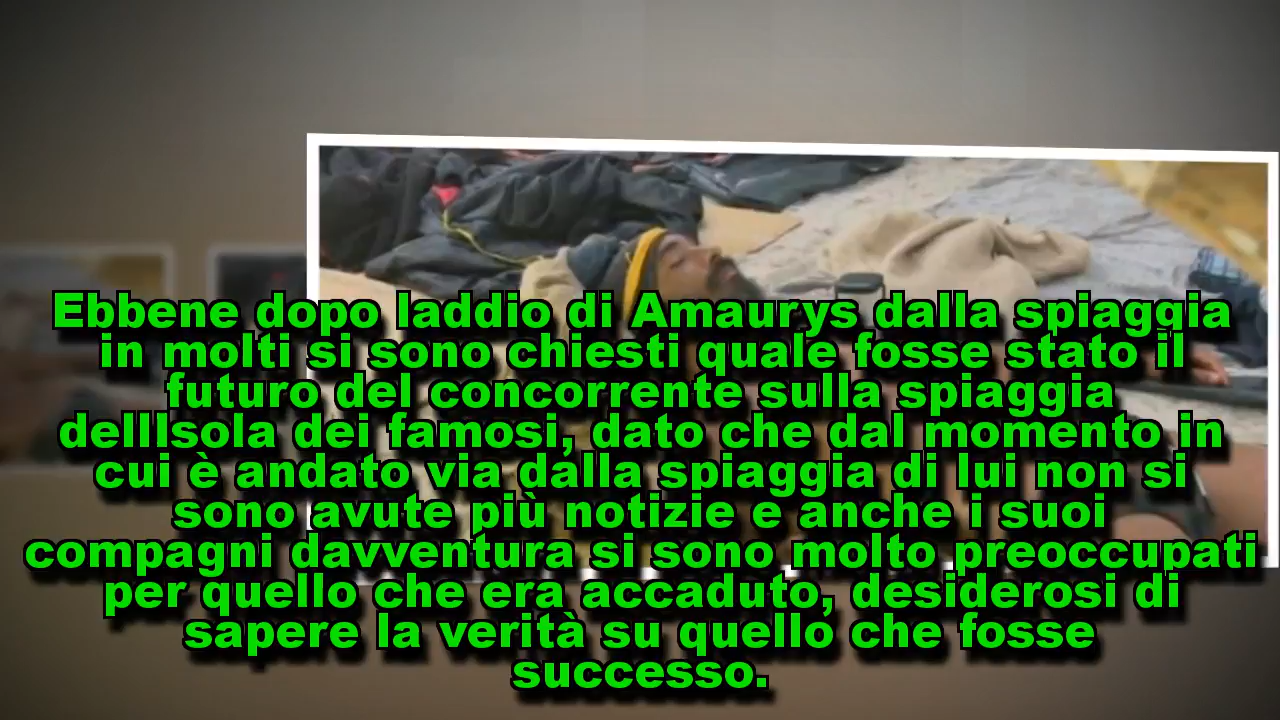 Ebbene dopo laddio di Amaurys dalla spiaggia
in molti si sono chiesti quale fosse stato il
futuro del concorrente sulla spiaggia
dellIsola dei famosi, dato che dal momento in
cui è andato via dalla spiaggia di lui non si
sono avute più notizie e anche i suoi
compagni davventura si sono molto preoccupati
per quello che era accaduto, desiderosi di
sapere la verità su quello che fosse
successo.